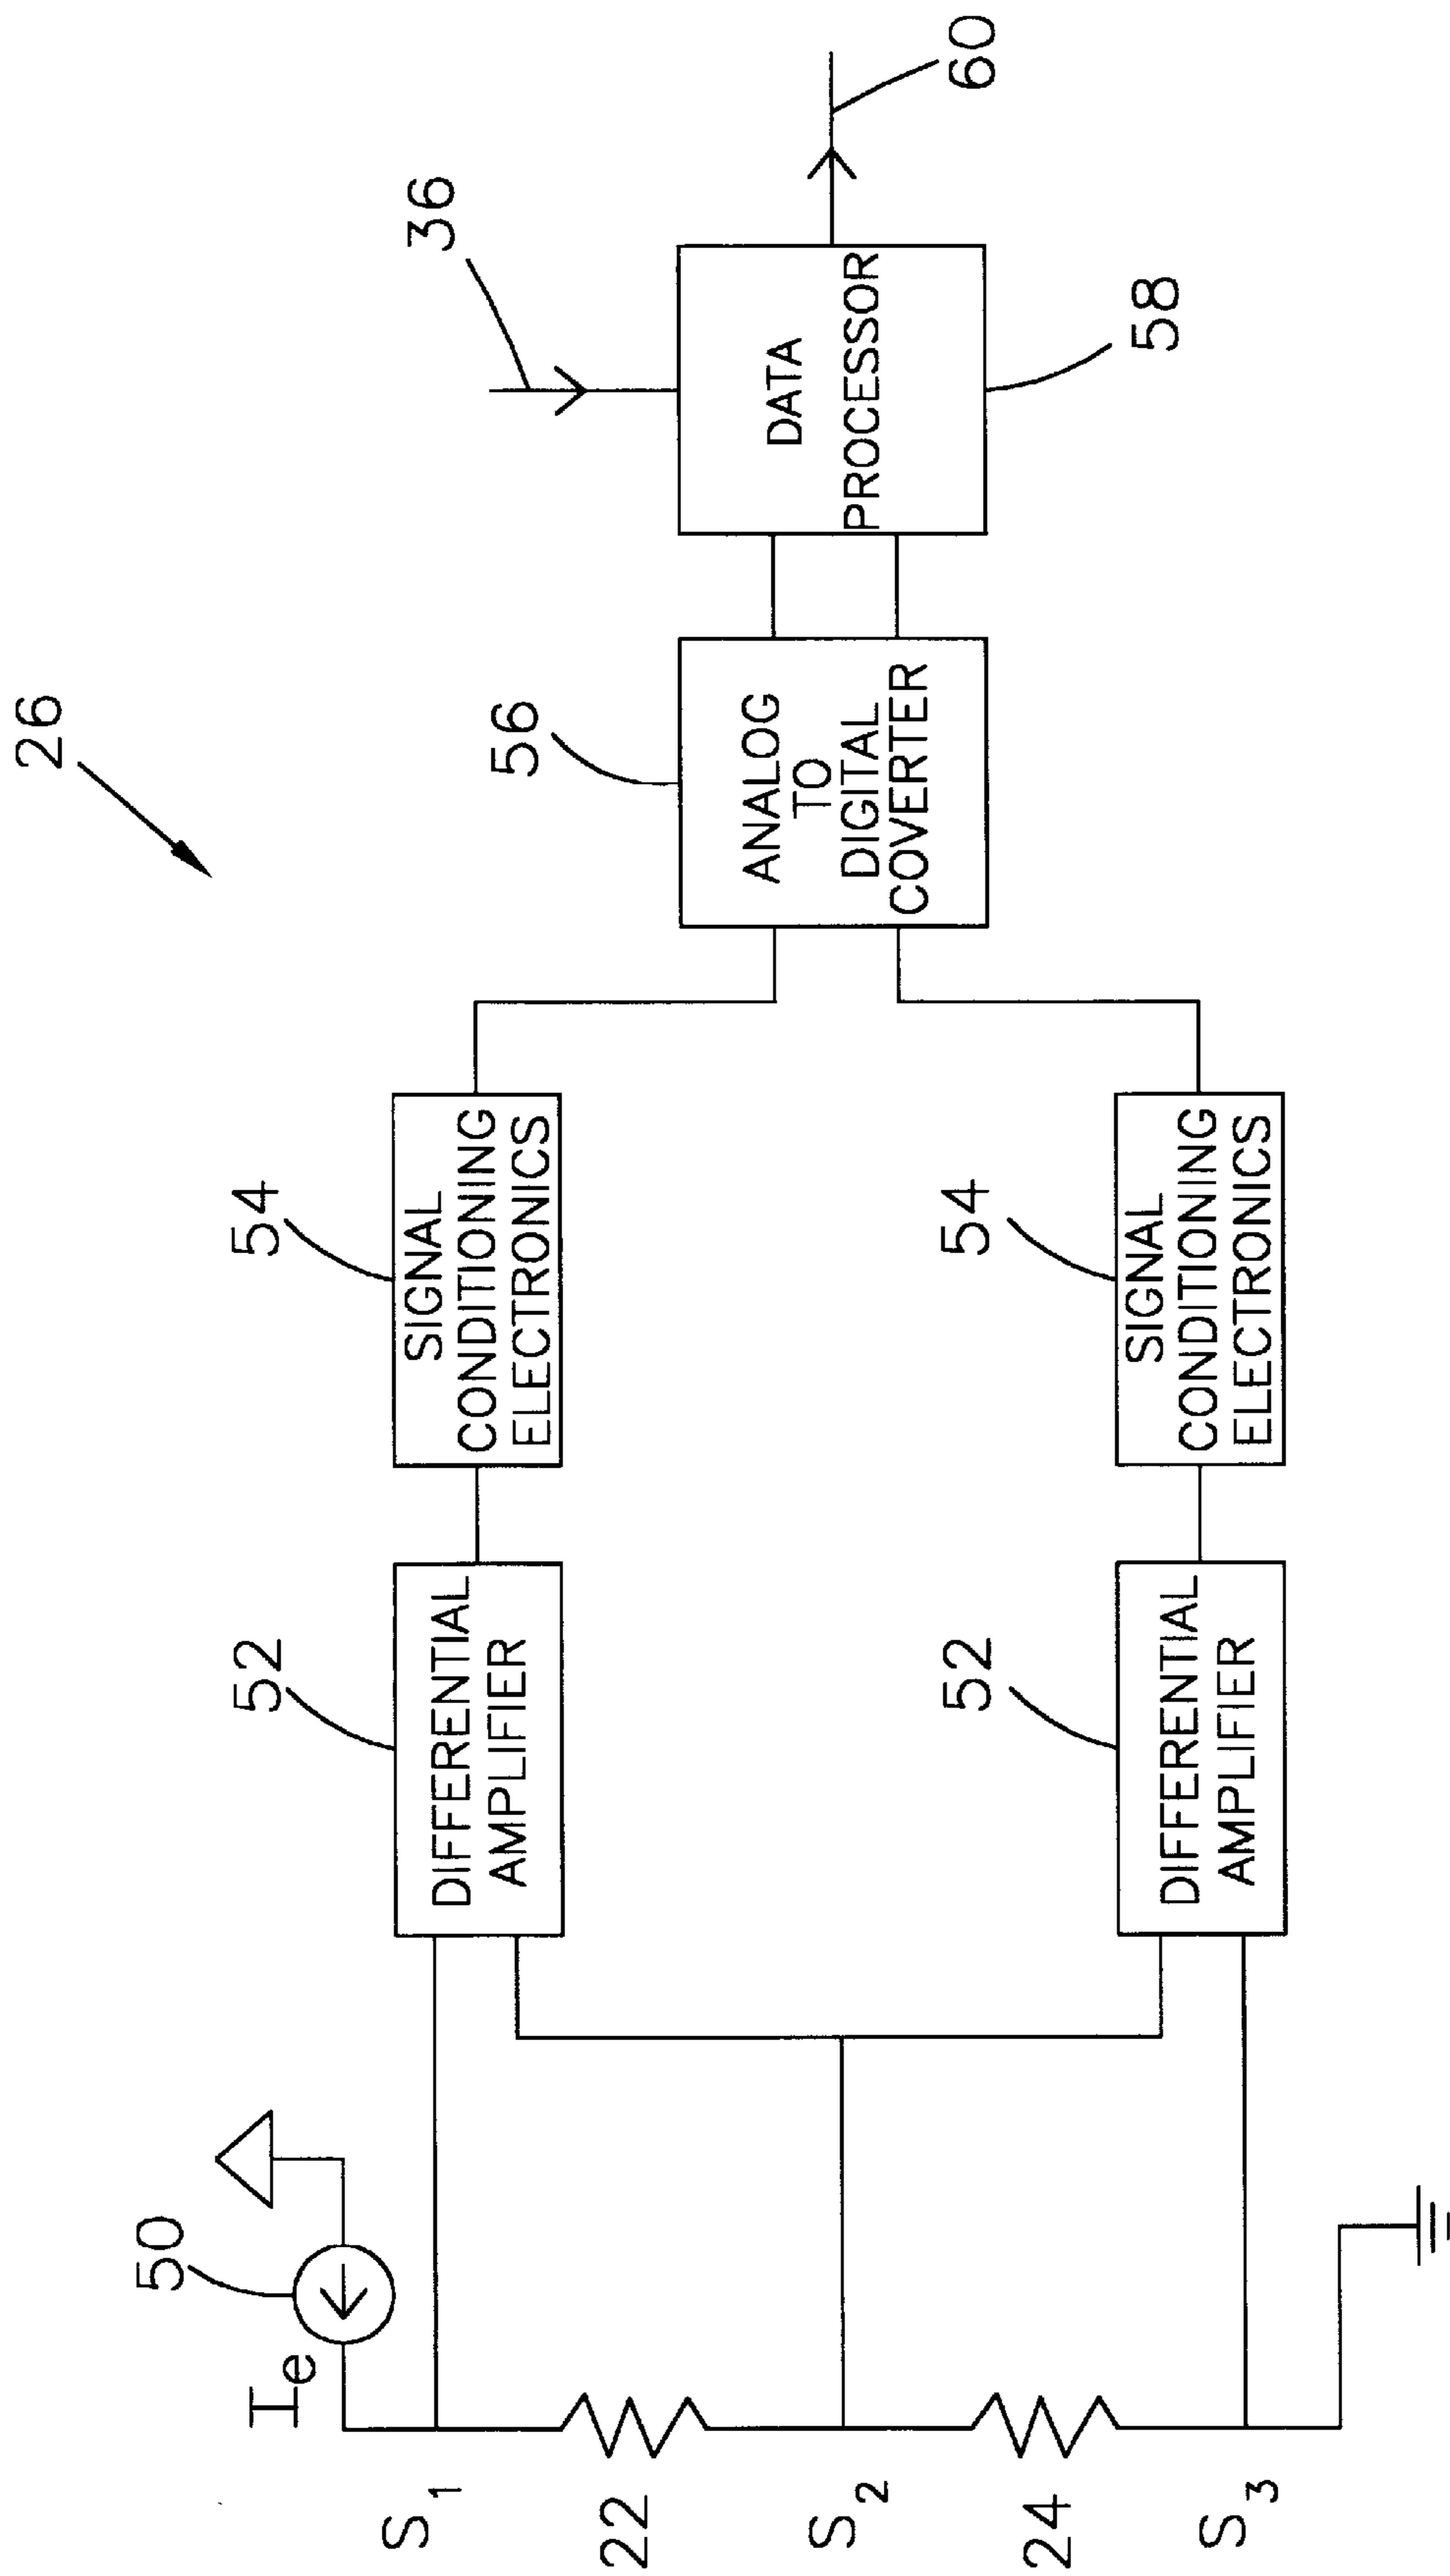 26
36
60
DATA
PROCESSOR
58
56
ANALOG
TO
DIGITAL
COVERTER
54
SIGNAL
CONDITIONING
ELECTRONICS
54
SIGNAL
CONDITIONING
ELECTRONICS
52
DIFFERENTIAL
AMPLIFIER
52
DIFFERENTIAL
AMPLIFIER
50
Ie
S1
22
S2
24
S3